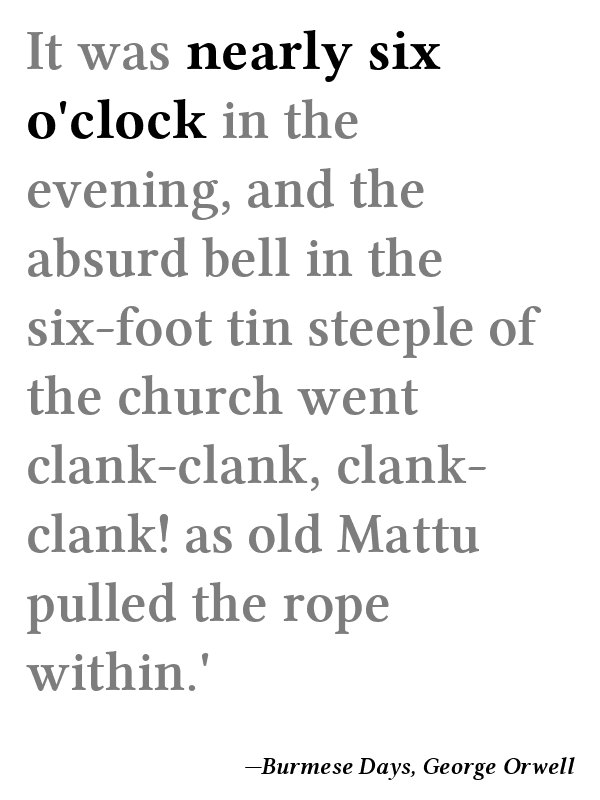 It was nearly six
o'clock in the
evening, and the
absurd bell in the
six-foot tin steeple of
the church went
clank-clank, clank-
clank! as old Mattu
pulled the rope
within.'
—Burmese Days, George Orwell